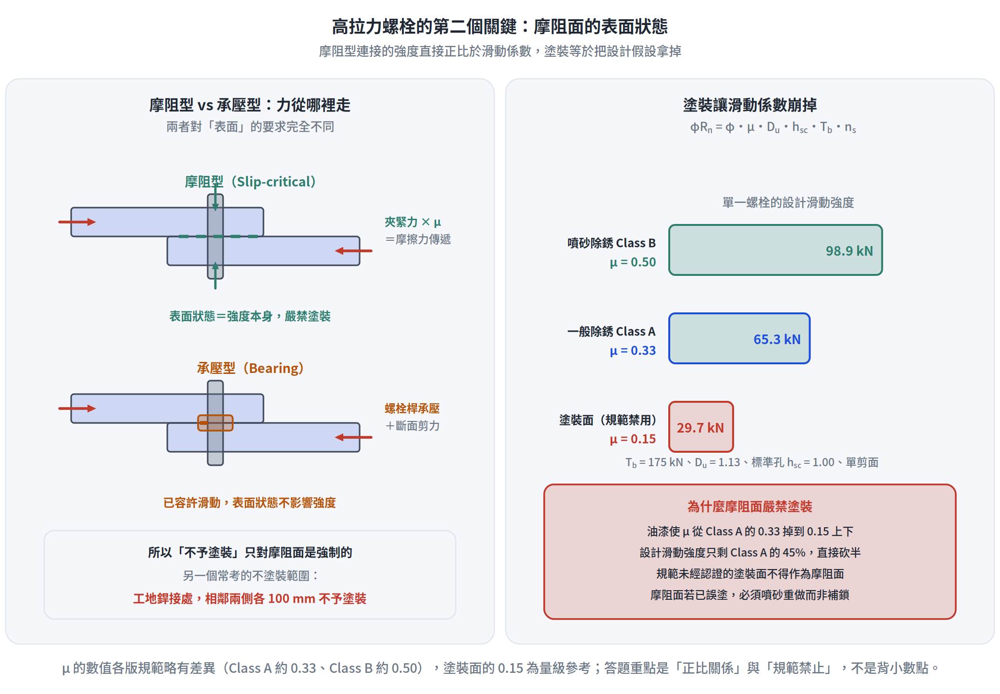 高拉力螺栓的第二個關鍵：摩阻面的表面狀態
摩阻型連接的強度直接正比於滑動係數，塗裝等於把設計假設拿掉
摩阻型 vs 承壓型：力從哪裡走
兩者對「表面」的要求完全不同
摩阻型（Slip-critical）
夾緊力 × μ
＝摩擦力傳遞
表面狀態＝強度本身，嚴禁塗裝
承壓型（Bearing）
螺栓桿承壓
＋斷面剪力
已容許滑動，表面狀態不影響強度
所以「不予塗裝」只對摩阻面是強制的
另一個常考的不塗裝範圍：
工地銲接處，相鄰兩側各 100 mm 不予塗裝
塗裝讓滑動係數崩掉
φRn = φ・μ・Du・hsc・Tb・ns
單一螺栓的設計滑動強度
噴砂除銹 Class B
μ = 0.50
98.9 kN
一般除銹 Class A
μ = 0.33
65.3 kN
塗裝面（規範禁用）
μ = 0.15
29.7 kN
Tb = 175 kN、Du = 1.13、標準孔 hsc = 1.00、單剪面
為什麼摩阻面嚴禁塗裝
油漆使 μ 從 Class A 的 0.33 掉到 0.15 上下
設計滑動強度只剩 Class A 的 45%，直接砍半
規範未經認證的塗裝面不得作為摩阻面
摩阻面若已誤塗，必須噴砂重做而非補鎖
μ 的數值各版規範略有差異（Class A 約 0.33、Class B 約 0.50），塗裝面的 0.15 為量級參考；答題重點是「正比關係」與「規範禁止」，不是背小數點。